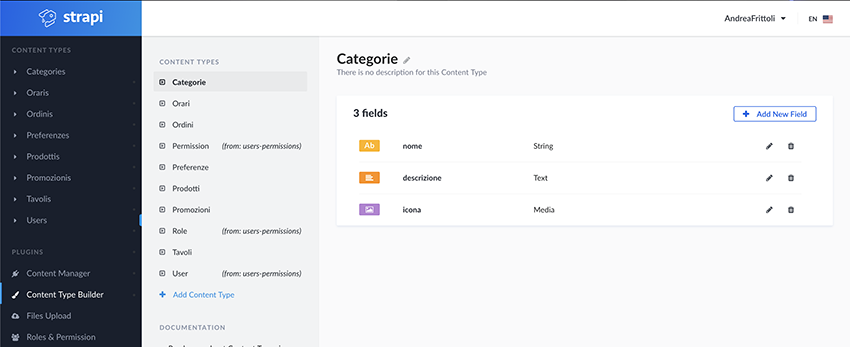 strapi
AndreaFrittoli
EN
CONTENT TYPES
Categories
Oraris
Ordinis
Preferenzes
Prodottis
Promozionis
Tavolis
Users
PLUGINS
Content Manager
Content Type Builder
Files Upload
Roles & Permission
CONTENT TYPES
Categorie
Orari
Ordini
Permission (from: users-permissions)
Preferenze
Prodotti
Promozioni
Role (from: users-permissions)
Tavoli
User (from: users-permissions)
Add Content Type
DOCUMENTATION
Categorie
There is no description for this Content Type
3 fields
Add New Field
Ab nome String
descrizione Text
icona Media